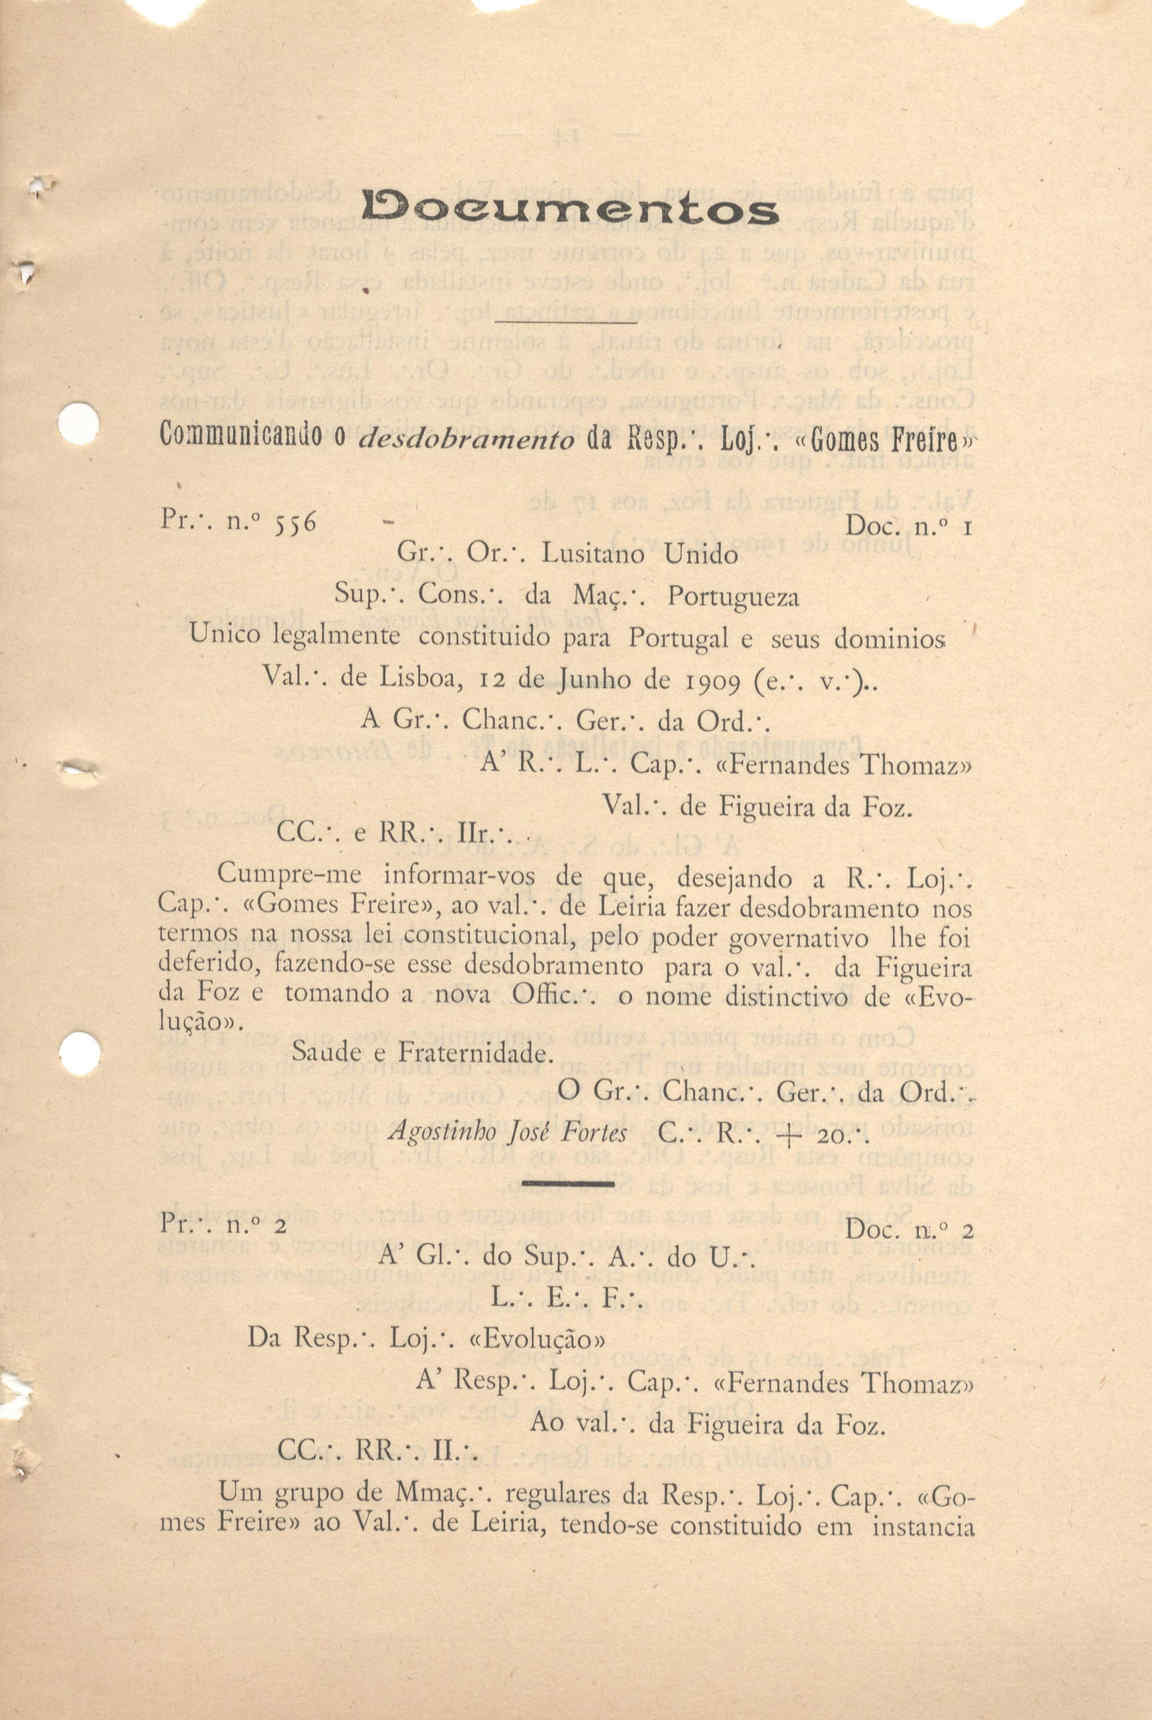 Documentos
Communicando o desdobramento da Resp.∴ Loj.∴ «Gomes Freire»
Pr.∴ n.º 556
Doc. n.º 1
Gr.∴ Or.∴ Lusitano Unido
Sup.∴ Cons.∴ da Maç.∴ Portugueza
Unico legalmente constituido para Portugal e seus dominios
Val.∴ de Lisboa, 12 de Junho de 1909 (e.∴ v.∴)..
A Gr.∴ Chanc.∴ Ger.∴ da Ord.∴
A' R.∴ L.∴ Cap.∴ «Fernandes Thomaz»
Val.∴ de Figueira da Foz.
CC.∴ e RR.∴ IIr.∴
Cumpre-me informar-vos de que, desejando a R.∴ Loj.∴
Cap.∴ «Gomes Freire», ao val.∴ de Leiria fazer desdobramento nos
termos na nossa lei constitucional, pelo poder governativo lhe foi
deferido, fazendo-se esse desdobramento para o val.∴ da Figueira
da Foz e tomando a nova Offic.∴ o nome distinctivo de «Evo-
lução».
Saude e Fraternidade.
O Gr.∴ Chanc.∴ Ger.∴ da Ord.∴
Agostinho José Fortes C.∴ R.∴ + 20.∴
Pr.∴ n.º 2
Doc. n.º 2
A' Gl.∴ do Sup.∴ A.∴ do U.∴
L.∴ E.∴ F.∴
Da Resp.∴ Loj.∴ «Evolução»
A' Resp.∴ Loj.∴ Cap.∴ «Fernandes Thomaz»
Ao val.∴ da Figueira da Foz.
CC.∴ RR.∴ II.∴
Um grupo de Mmaç.∴ regulares da Resp.∴ Loj.∴ Cap.∴ «Go-
mes Freire» ao Val.∴ de Leiria, tendo-se constituido em instancia